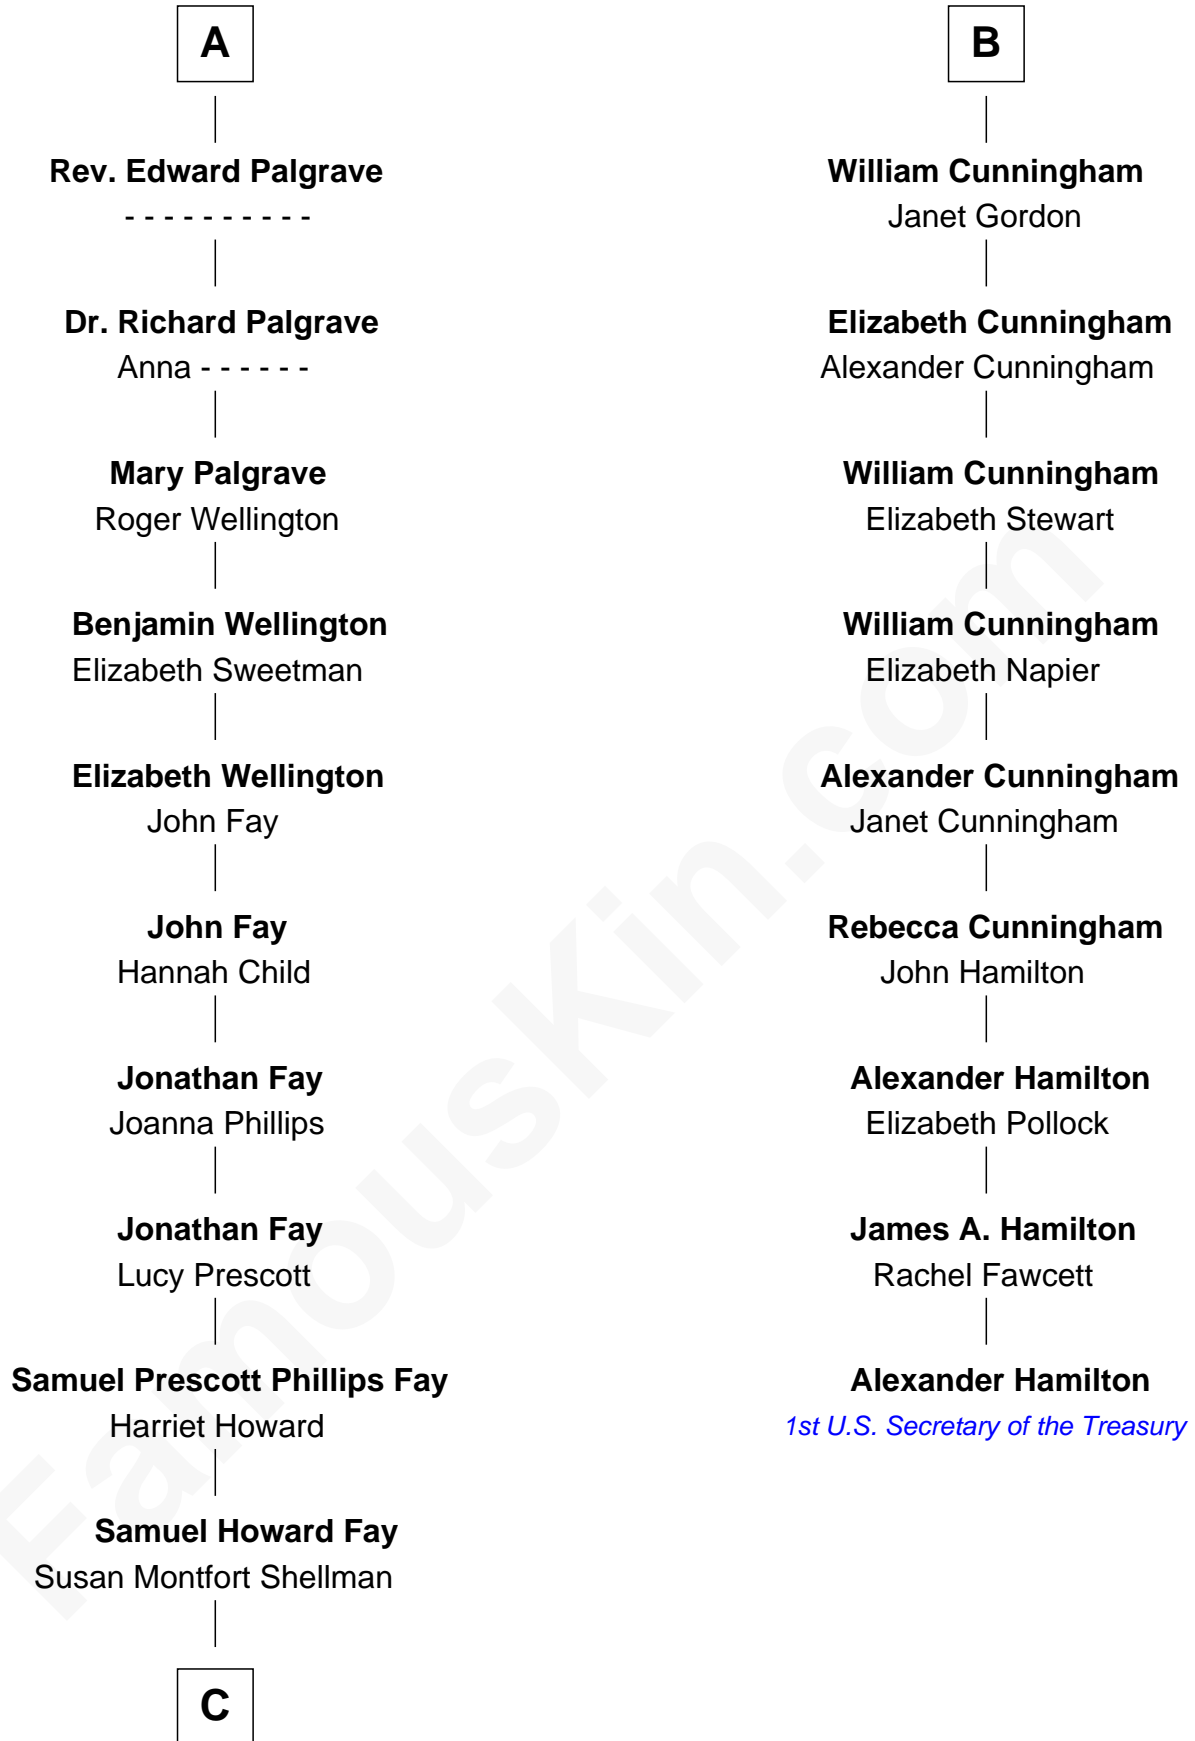 A
Rev. Edward Palgrave
- - - - - - - - - -
Dr. Richard Palgrave
Anna - - - - - -
Mary Palgrave
Roger Wellington
Benjamin Wellington
Elizabeth Sweetman
Elizabeth Wellington
John Fay
John Fay
Hannah Child
Jonathan Fay
Joanna Phillips
Jonathan Fay
Lucy Prescott
Samuel Prescott Phillips Fay
Harriet Howard
Samuel Howard Fay
Susan Montfort Shellman
C
B
William Cunningham
Janet Gordon
Elizabeth Cunningham
Alexander Cunningham
William Cunningham
Elizabeth Stewart
William Cunningham
Elizabeth Napier
Alexander Cunningham
Janet Cunningham
Rebecca Cunningham
John Hamilton
Alexander Hamilton
Elizabeth Pollock
James A. Hamilton
Rachel Fawcett
Alexander Hamilton
1st U.S. Secretary of the Treasury
FamousKin.com